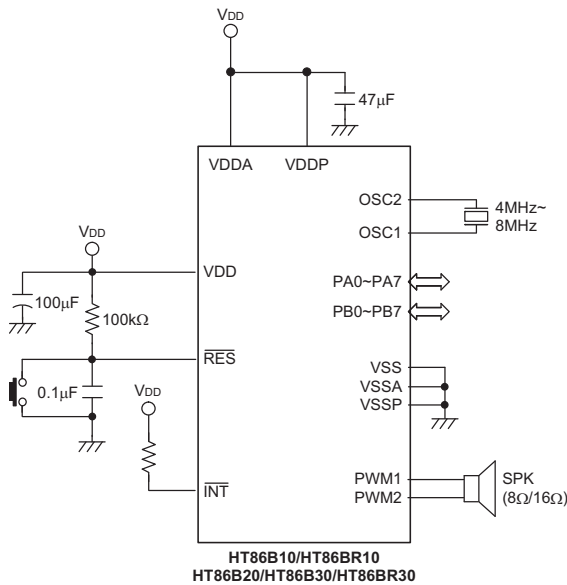 VDD
47µF
VDDA
VDDP
OSC2
4MHz~
OSC1
8MHz
VDD
VDD
PA0~PA7
100µF
100kΩ
PB0~PB7
RES
VSS
0.1µF
VDD
VSSA
VSSP
INT
PWM1
SPK
PWM2
(8Ω/16Ω)
HT86B10/HT86BR10
HT86B20/HT86B30/HT86BR30